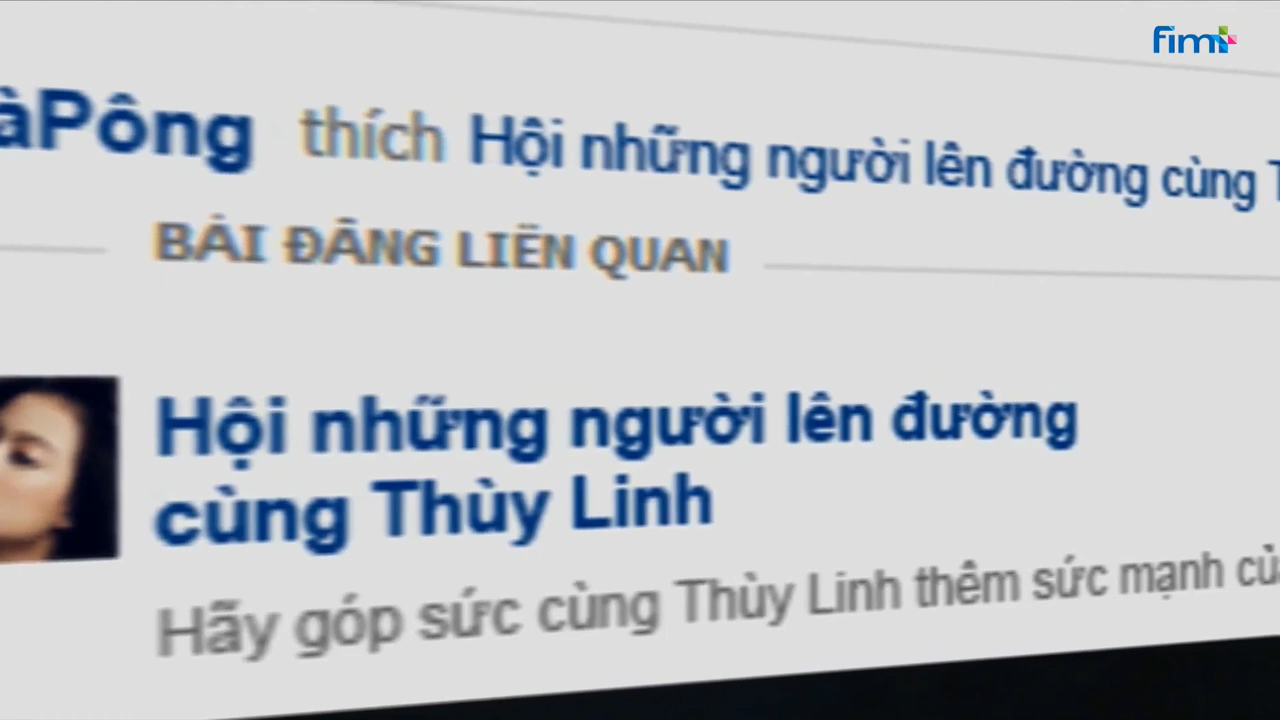 fim+
àPông thích Hội những người lên đường cùng T
BÀI ĐĂNG LIÊN QUAN
Hội những người lên đường
cùng Thùy Linh
Hãy góp sức cùng Thùy Linh thêm sức mạnh củ